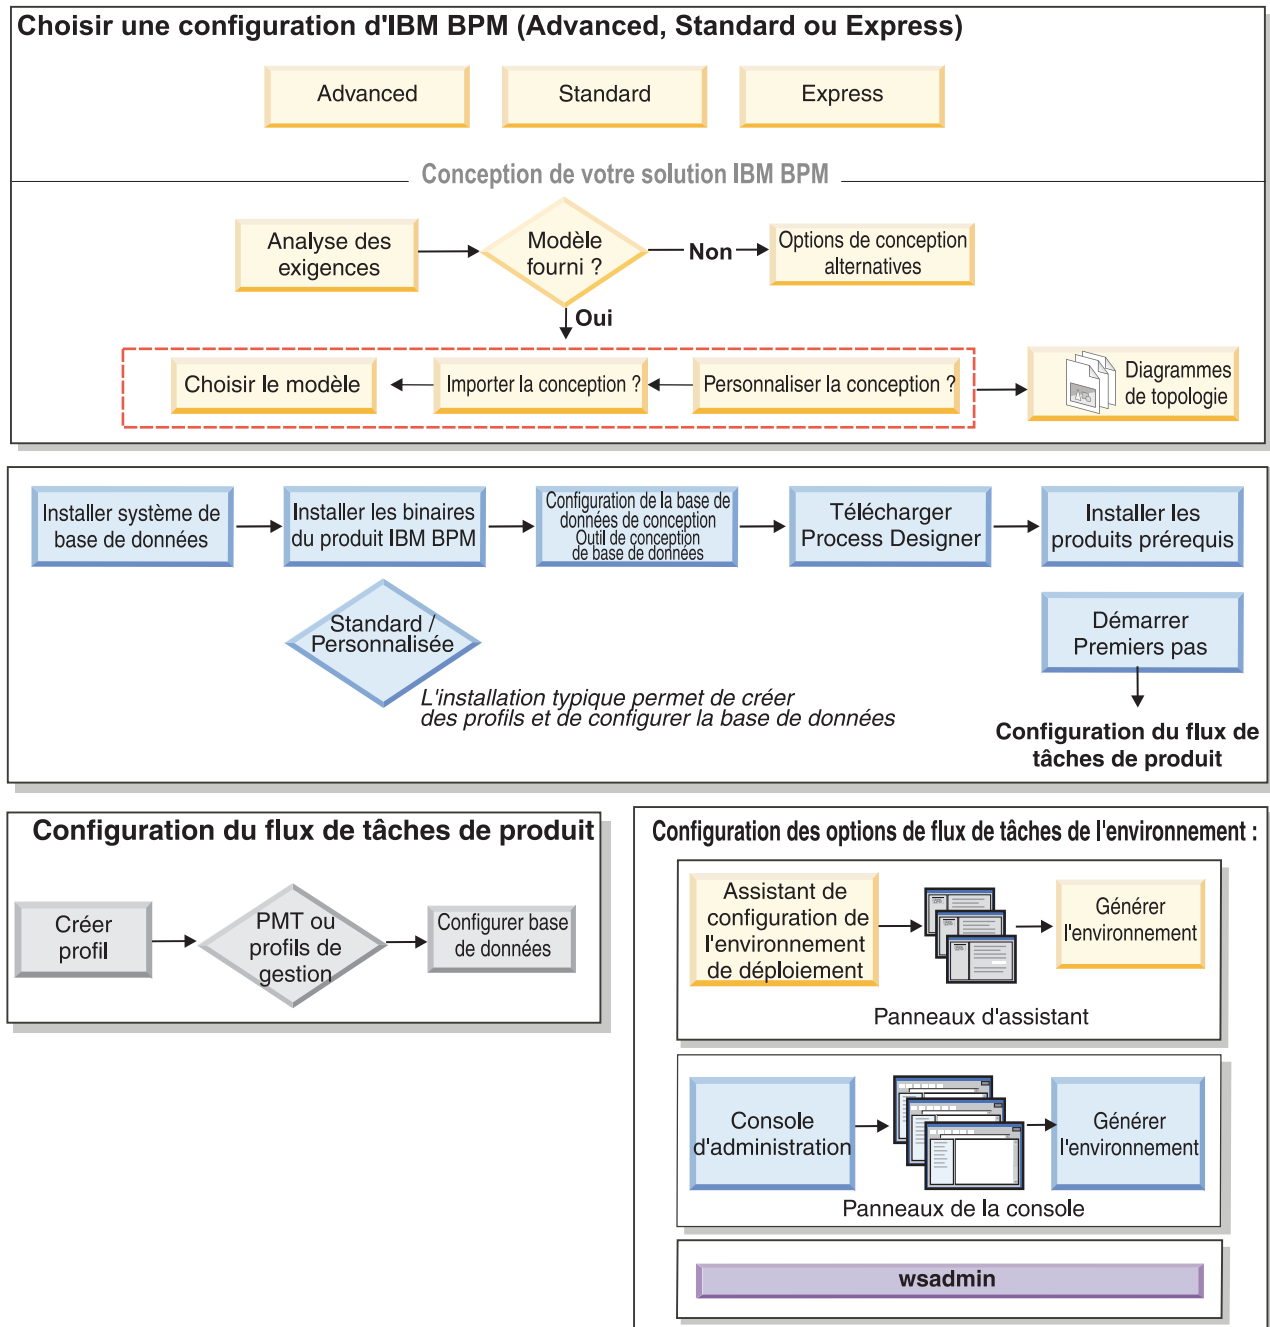 Choisir une configuration d'IBM BPM (Advanced, Standard ou Express)
Advanced
Standard
Express
Conception de votre solution IBM BPM
Analyse des
exigences
Modèle
fourni ?
Non
Options de conception
alternatives
Oui
Choisir le modèle
Importer la conception ?
Personnaliser la conception ?
Diagrammes
de topologie
Installer système de
base de données
Installer les binaires
du produit IBM BPM
Configuration de la base de
données de conception
Outil de conception
de base de données
Télécharger
Process Designer
Installer les
produits prérequis
Standard /
Personnalisée
L'installation typique permet de créer
des profils et de configurer la base de données
Démarrer
Premiers pas
Configuration du flux de
tâches de produit
Configuration du flux de tâches de produit
Créer
profil
PMT ou
profils de
gestion
Configurer base
de données
Configuration des options de flux de tâches de l'environnement :
Assistant de
configuration de
l'environnement
de déploiement
Générer
l'environnement
Panneaux d'assistant
Console
d'administration
Générer
l'environnement
Panneaux de la console
wsadmin